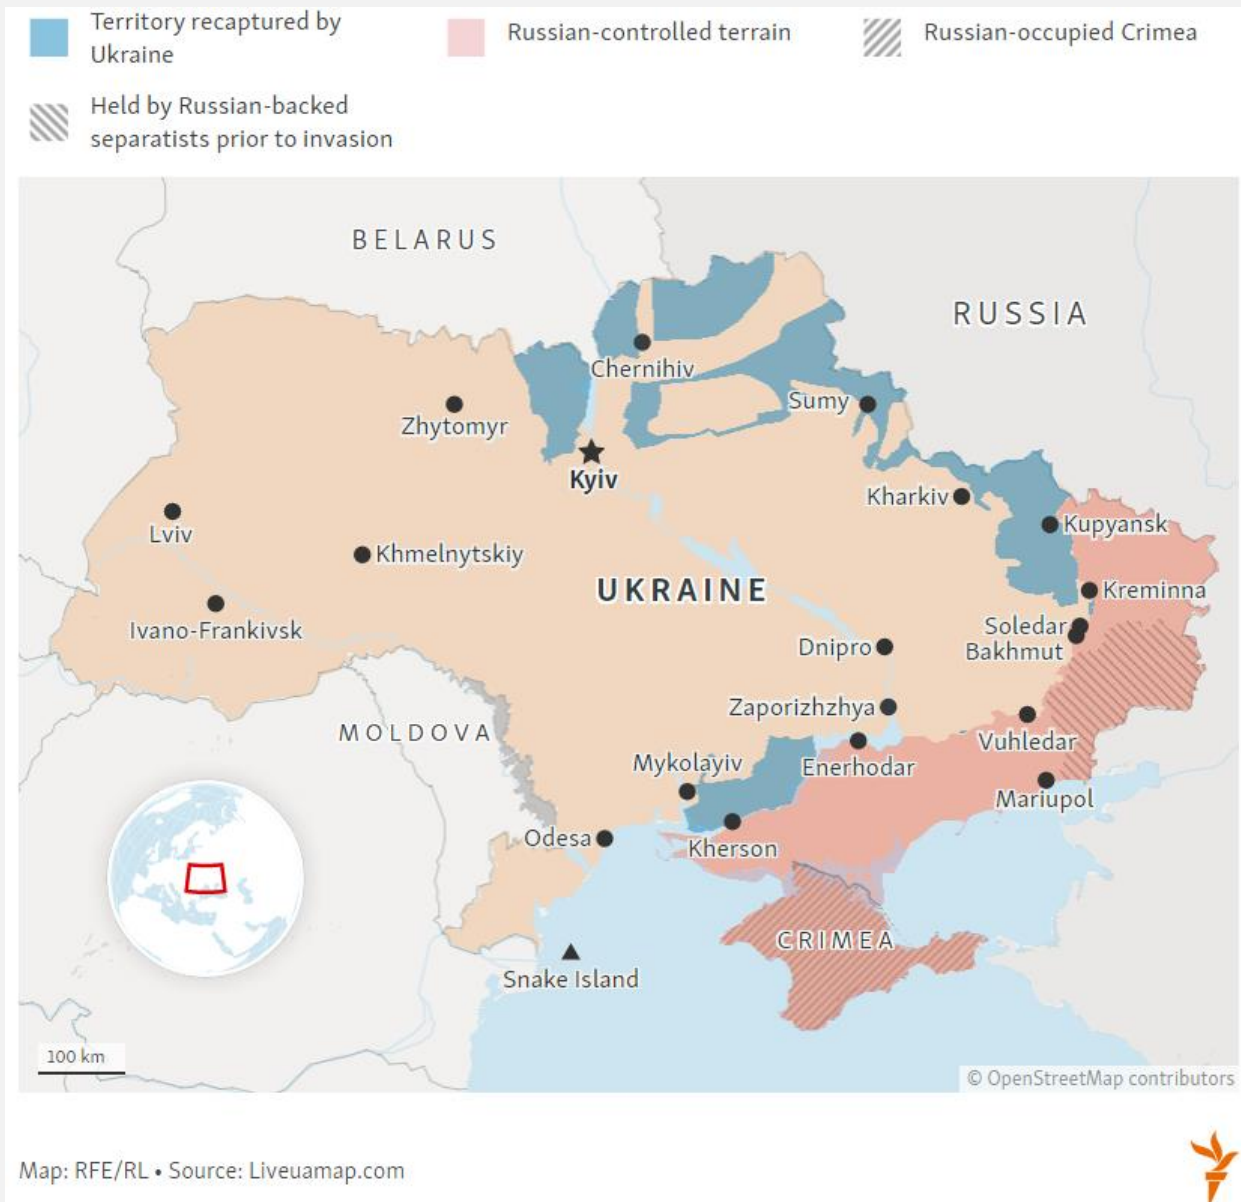 Territory recaptured by
Ukraine
Russian-controlled terrain
Russian-occupied Crimea
Held by Russian-backed
separatists prior to invasion
BELARUS
RUSSIA
Chernihiv
Zhytomyr
Sumy
Kyiv
Kharkiv
Lviv
Kupyansk
Khmelnytskiy
UKRAINE
Kreminna
Ivano-Frankivsk
Soledar
Dnipro
Bakhmut
Zaporizhzhya
MOLDOVA
Vuhledar
Mykolayiv
Enerhodar
Mariupol
Odesa
Kherson
CRIMEA
Snake Island
100 km
© OpenStreetMap contributors
Map: RFE/RL • Source: Liveuamap.com